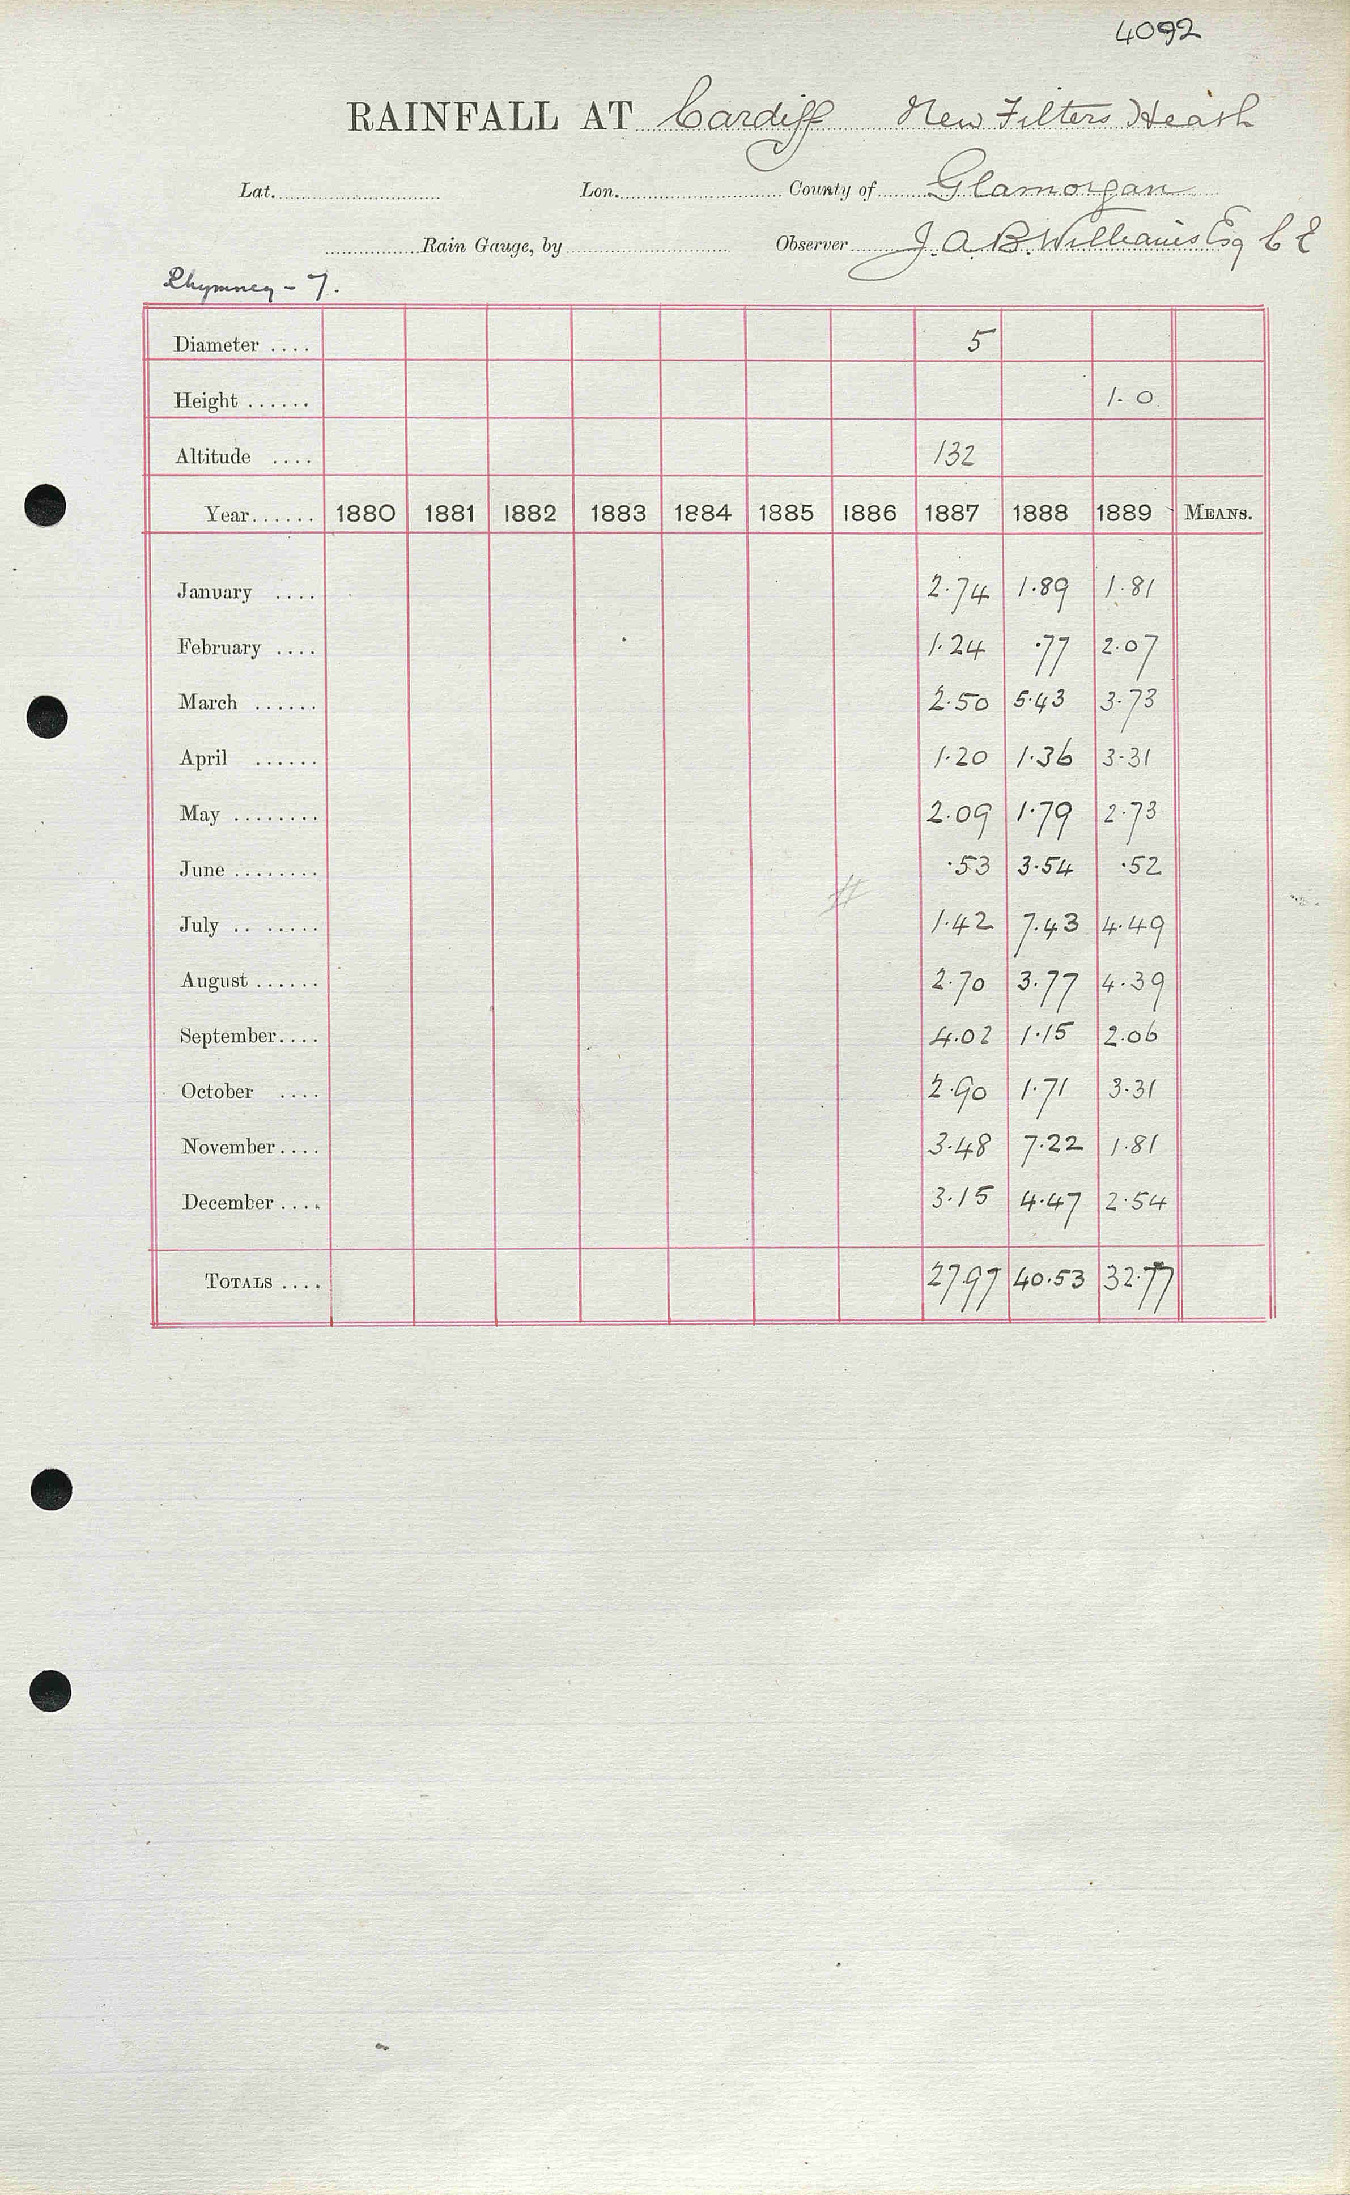 4092
RAINFALL AT Cardiff New Filters Heath
Lat. Lon. County of Glamorgan
Rain Gauge, by Observer J. A. B. Williams Esq C E
Rhymney - 7.
Diameter .... 5
Height ...... 1.0
Altitude .... 132
Year...... 1880 1881 1882 1883 1884 1885 1886 1887 1888 1889 MEANS.
January .... 2.74 1.89 1.81
February .... 1.24 .77 2.07
March ...... 2.50 5.43 3.73
April ...... 1.20 1.36 3.31
May ........ 2.09 1.79 2.73
June ........ .53 3.54 .52
July .. ...... 1.42 7.43 4.49
August ...... 2.70 3.77 4.39
September.... 4.02 1.15 2.06
October .... 2.90 1.71 3.31
November.... 3.48 7.22 1.81
December .... 3.15 4.47 2.54
TOTALS .... 27.97 40.53 32.77